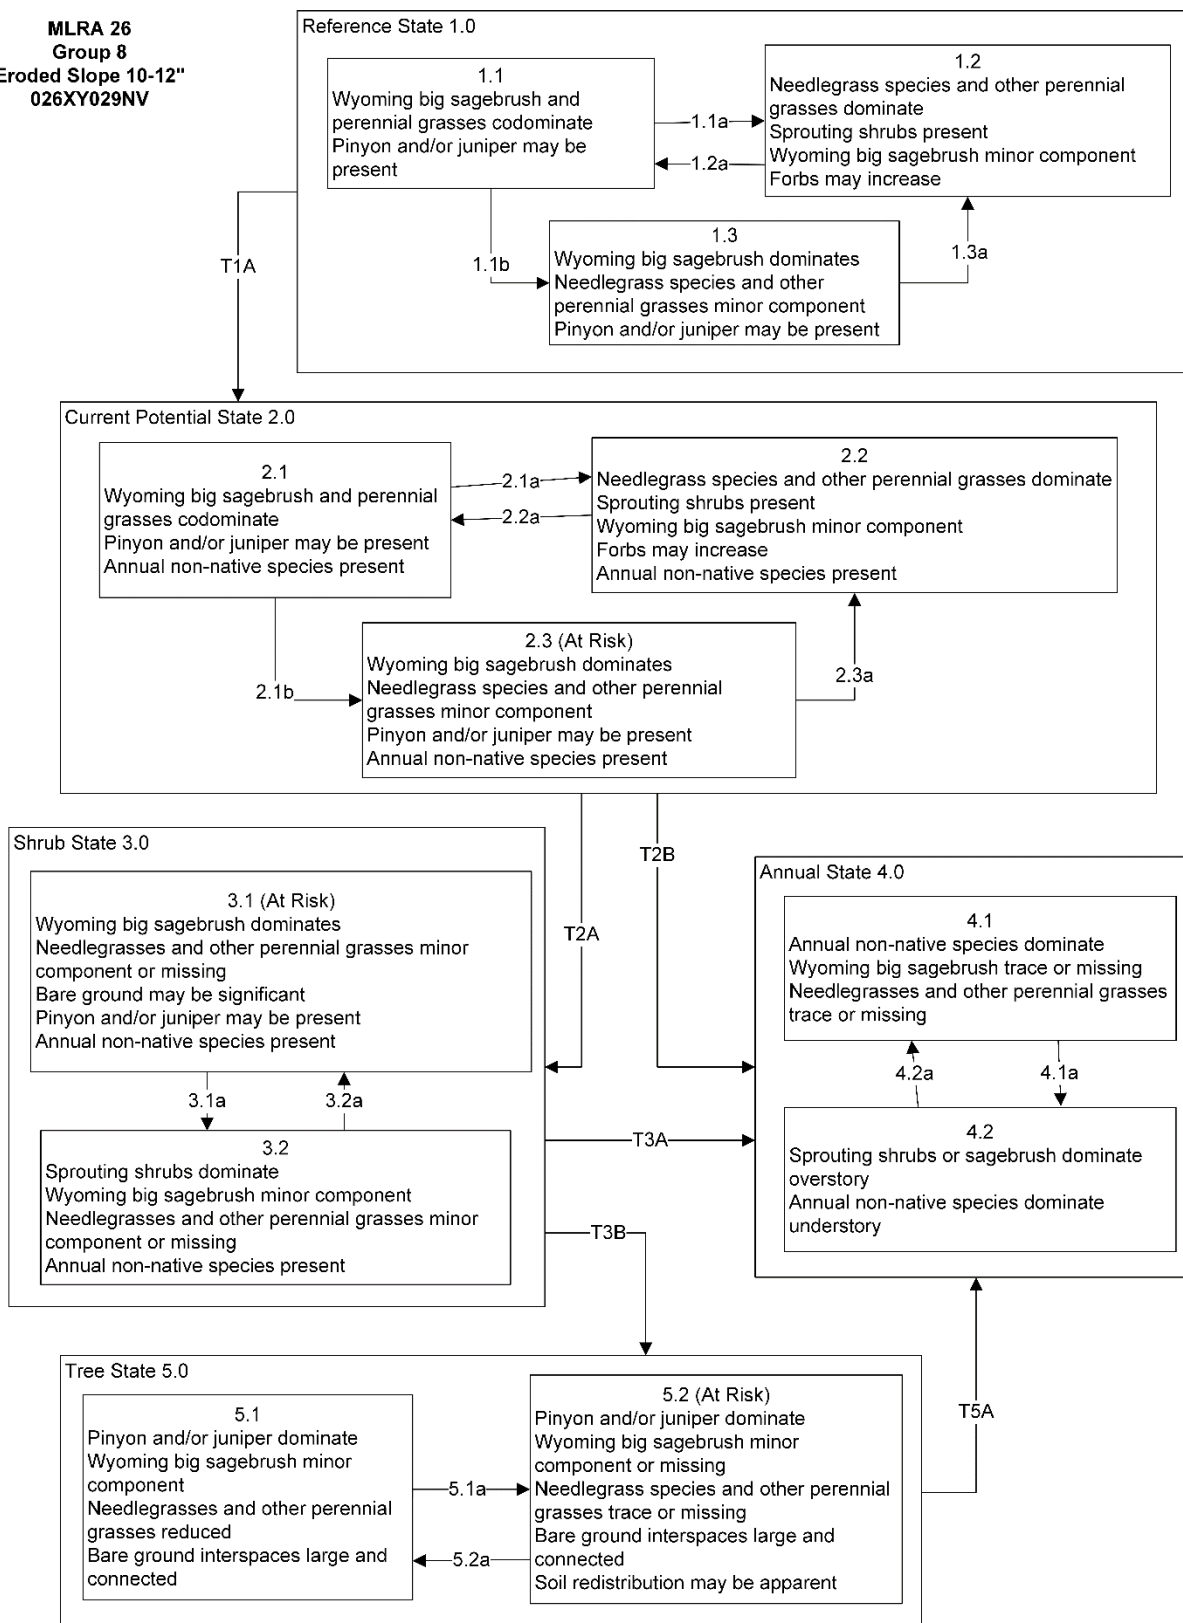 MLRA 26
Group 8
Eroded Slope 10-12"
026XY029NV
Reference State 1.0
1.1
Wyoming big sagebrush and
perennial grasses codominate
Pinyon and/or juniper may be
present
1.1a
1.2a
1.2
Needlegrass species and other perennial
grasses dominate
Sprouting shrubs present
Wyoming big sagebrush minor component
Forbs may increase
1.1b
1.3
Wyoming big sagebrush dominates
Needlegrass species and other
perennial grasses minor component
Pinyon and/or juniper may be present
1.3a
T1A
Current Potential State 2.0
2.1
Wyoming big sagebrush and perennial
grasses codominate
Pinyon and/or juniper may be present
Annual non-native species present
2.1a
2.2a
2.2
Needlegrass species and other perennial grasses dominate
Sprouting shrubs present
Wyoming big sagebrush minor component
Forbs may increase
Annual non-native species present
2.1b
2.3 (At Risk)
Wyoming big sagebrush dominates
Needlegrass species and other perennial
grasses minor component
Pinyon and/or juniper may be present
Annual non-native species present
2.3a
T2A
T2B
Shrub State 3.0
3.1 (At Risk)
Wyoming big sagebrush dominates
Needlegrasses and other perennial grasses minor
component or missing
Bare ground may be significant
Pinyon and/or juniper may be present
Annual non-native species present
3.1a
3.2a
3.2
Sprouting shrubs dominate
Wyoming big sagebrush minor component
Needlegrasses and other perennial grasses minor
component or missing
Annual non-native species present
T3A
T3B
Annual State 4.0
4.1
Annual non-native species dominate
Wyoming big sagebrush trace or missing
Needlegrasses and other perennial grasses
trace or missing
4.2a
4.1a
4.2
Sprouting shrubs or sagebrush dominate
overstory
Annual non-native species dominate
understory
Tree State 5.0
5.1
Pinyon and/or juniper dominate
Wyoming big sagebrush minor
component
Needlegrasses and other perennial
grasses reduced
Bare ground interspaces large and
connected
5.1a
5.2a
5.2 (At Risk)
Pinyon and/or juniper dominate
Wyoming big sagebrush minor
component or missing
Needlegrass species and other perennial
grasses trace or missing
Bare ground interspaces large and
connected
Soil redistribution may be apparent
T5A